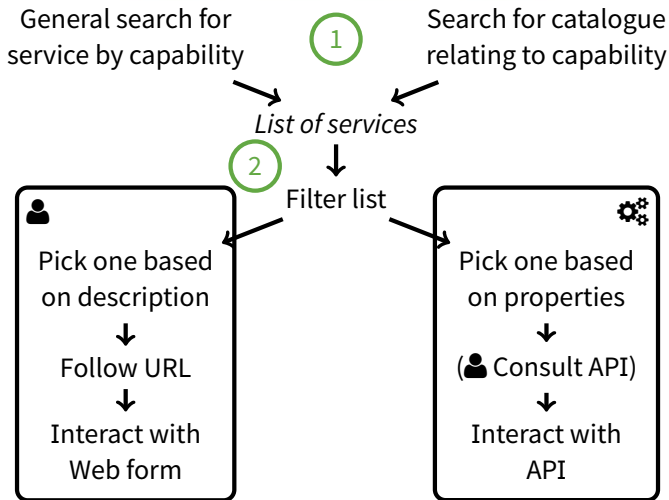 General search for
service by capability
1
Search for catalogue
relating to capability
List of services
2
Filter list
Pick one based
on description
Follow URL
Interact with
Web form
Pick one based
on properties
( Consult API)
Interact with
API